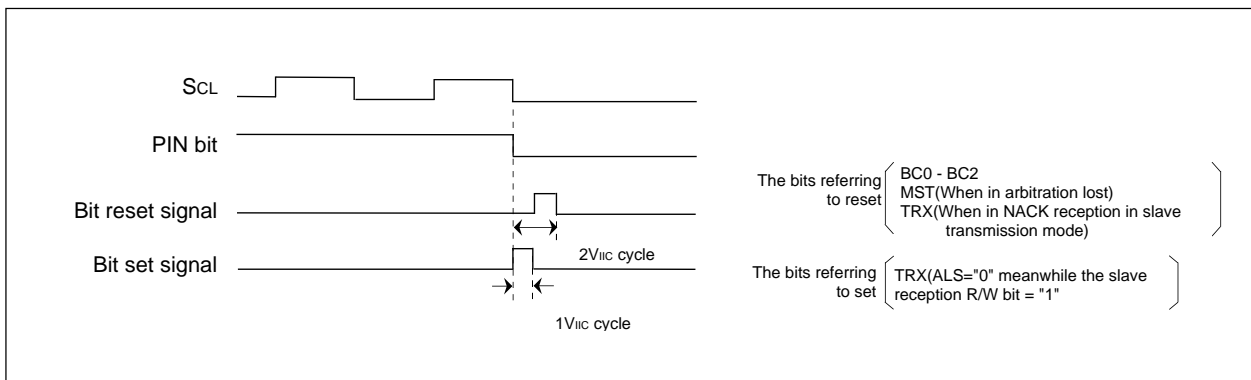 SCL
PIN bit
Bit reset signal
Bit set signal
2VIIC cycle
1VIIC cycle
The bits referring
to reset
BC0 - BC2
MST(When in arbitration lost)
TRX(When in NACK reception in slave
transmission mode)
The bits referring
to set
TRX(ALS="0" meanwhile the slave
reception R/W bit = "1"